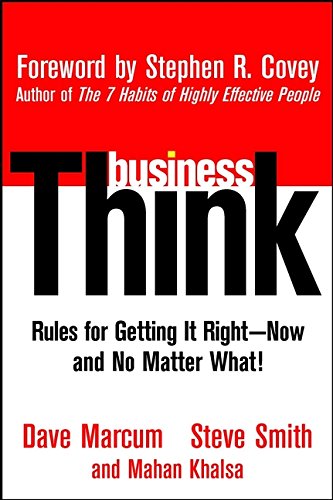 Foreword by Stephen R. Covey
Author of The 7 Habits of Highly Effective People
business
Think
Rules for Getting It Right—Now
and No Matter What!
Dave Marcum Steve Smith
and Mahan Khalsa